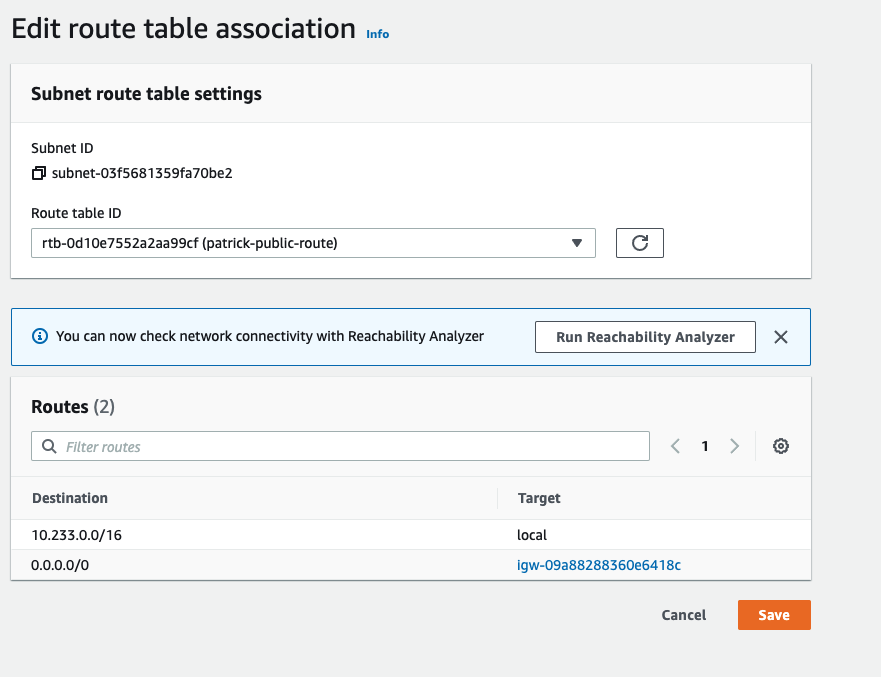 Edit route table association Info
Subnet route table settings
Subnet ID
subnet-03f5681359fa70be2
Route table ID
rtb-0d10e7552a2aa99cf (patrick-public-route)
You can now check network connectivity with Reachability Analyzer
Run Reachability Analyzer
Routes (2)
Filter routes
1
Destination Target
10.233.0.0/16 local
0.0.0.0/0 igw-09a88288360e6418c
Cancel Save